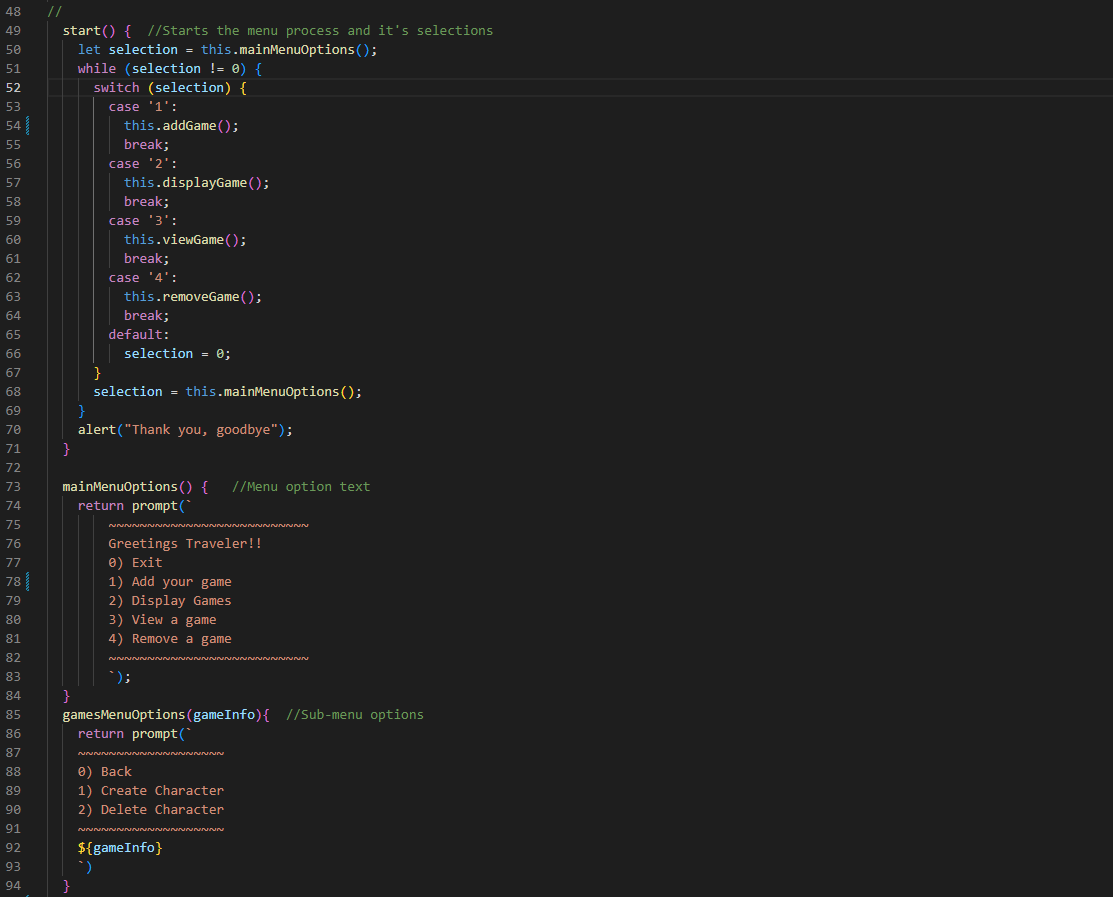 48 //
49 start() { //Starts the menu process and it's selections
50 let selection = this.mainMenuOptions();
51 while (selection != 0) {
52 switch (selection) {
53 case '1':
54 this.addGame();
55 break;
56 case '2':
57 this.displayGame();
58 break;
59 case '3':
60 this.viewGame();
61 break;
62 case '4':
63 this.removeGame();
64 break;
65 default:
66 selection = 0;
67 }
68 selection = this.mainMenuOptions();
69 }
70 alert("Thank you, goodbye");
71 }
72
73 mainMenuOptions() { //Menu option text
74 return prompt(`
75 ~~~~~~~~~~~~~~~~~~~~~~~~~~
76 Greetings Traveler!!
77 0) Exit
78 1) Add your game
79 2) Display Games
80 3) View a game
81 4) Remove a game
82 ~~~~~~~~~~~~~~~~~~~~~~~~~~
83 `);
84 }
85 gamesMenuOptions(gameInfo){ //Sub-menu options
86 return prompt(`
87 ~~~~~~~~~~~~~~~~~~~
88 0) Back
89 1) Create Character
90 2) Delete Character
91 ~~~~~~~~~~~~~~~~~~~
92 ${gameInfo}
93 `)
94 }